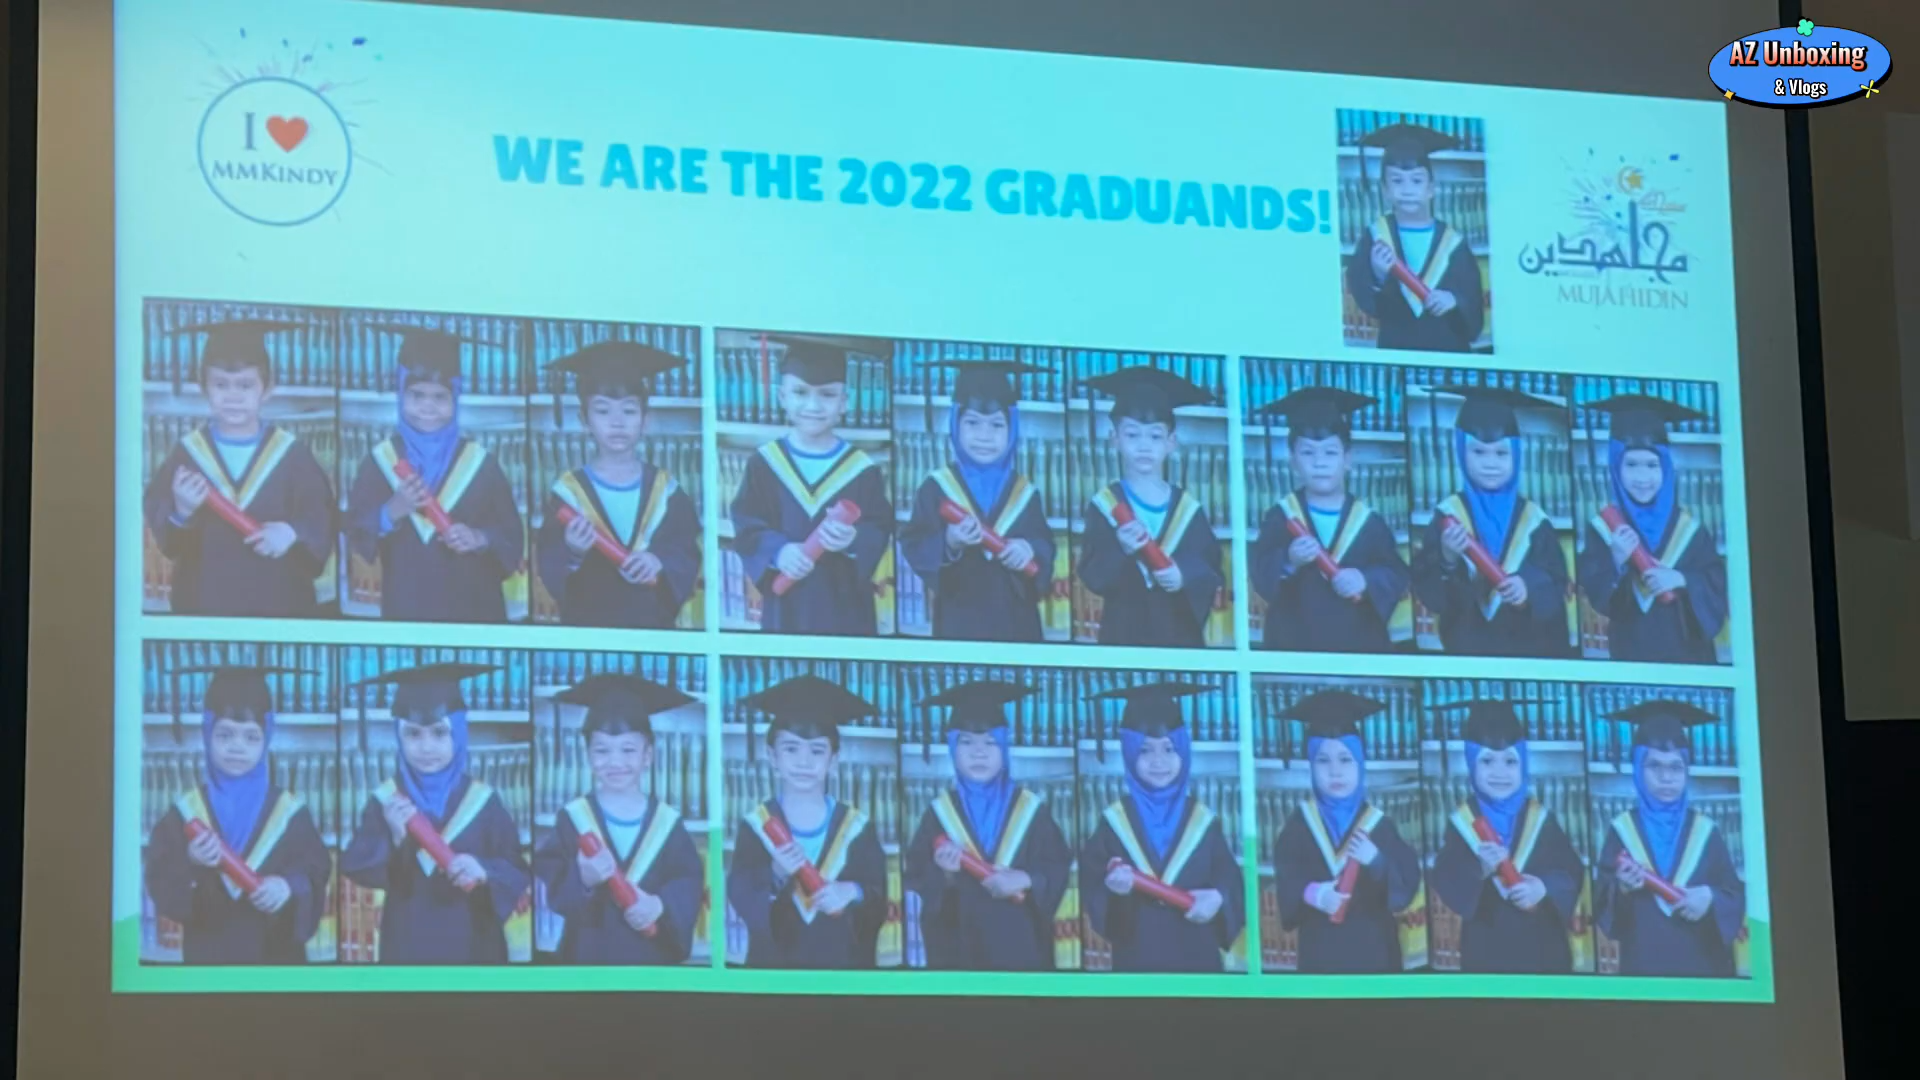 AZ Unboxing
& Vlogs
I
MMKINDY
WE ARE THE 2022 GRADUANDS!
مجاهدين
MUJAHIDIN